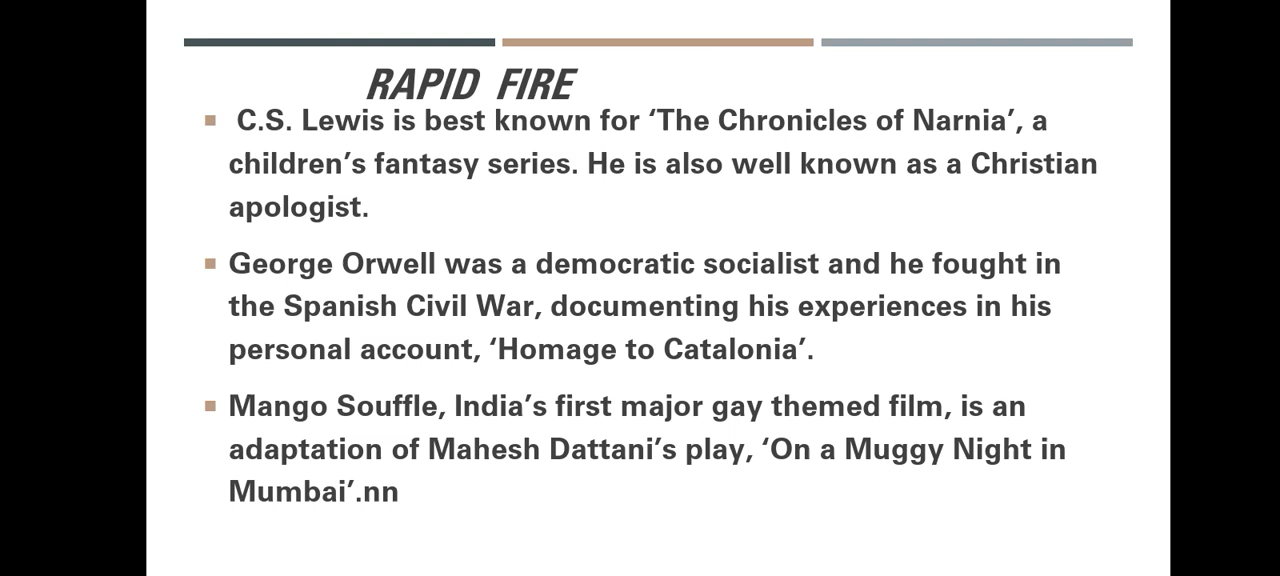 RAPID FIRE
C.S. Lewis is best known for ‘The Chronicles of Narnia’, a
children’s fantasy series. He is also well known as a Christian
apologist.
George Orwell was a democratic socialist and he fought in
the Spanish Civil War, documenting his experiences in his
personal account, ‘Homage to Catalonia’.
Mango Souffle, India’s first major gay themed film, is an
adaptation of Mahesh Dattani’s play, ‘On a Muggy Night in
Mumbai’.nn